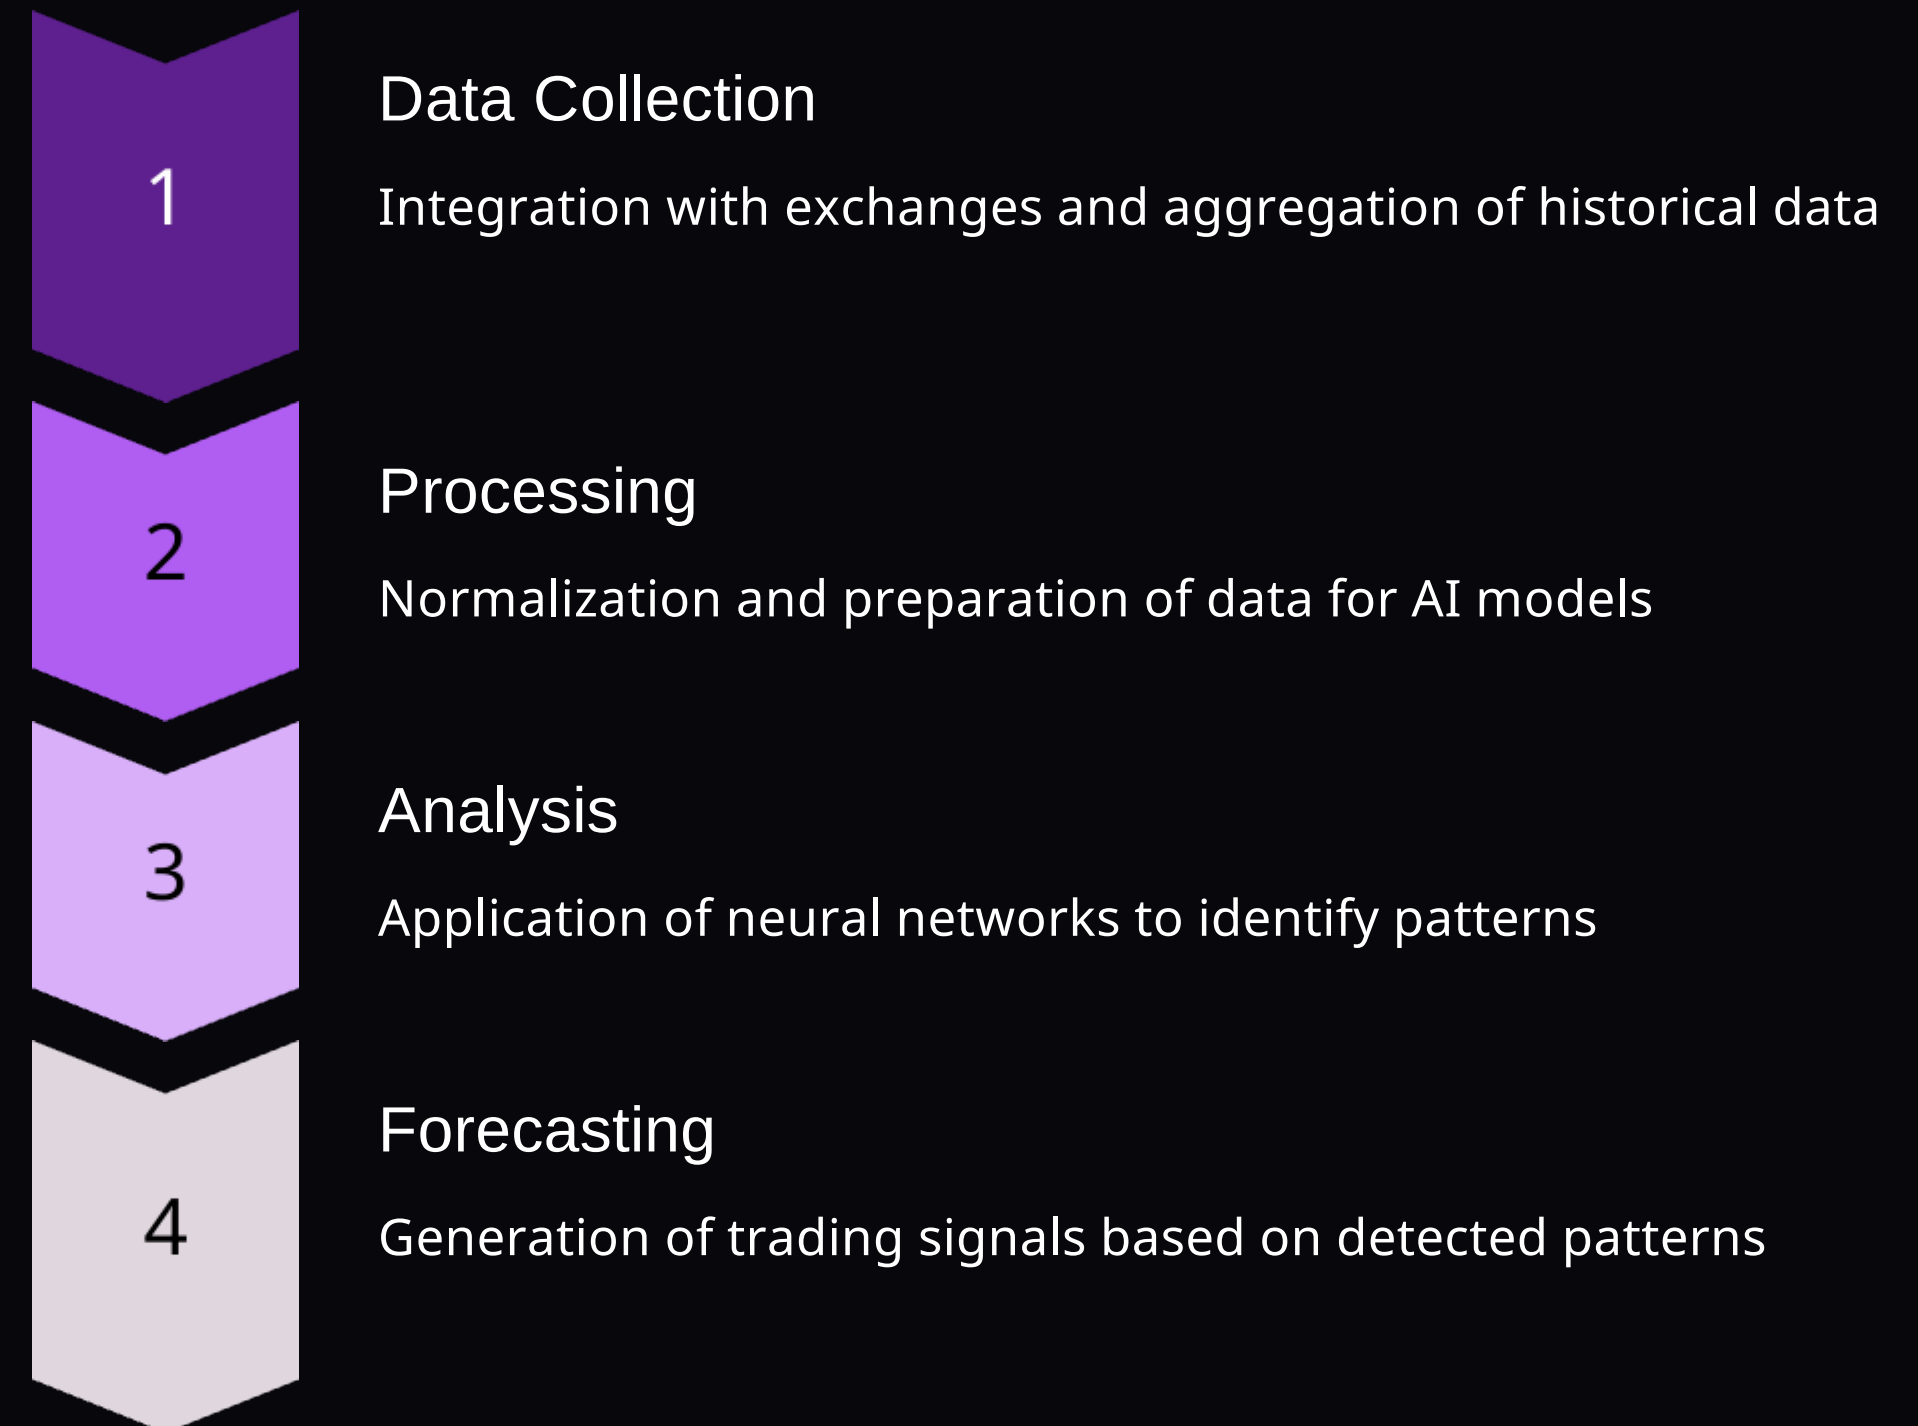 1
Data Collection
Integration with exchanges and aggregation of historical data
2
Processing
Normalization and preparation of data for AI models
3
Analysis
Application of neural networks to identify patterns
4
Forecasting
Generation of trading signals based on detected patterns